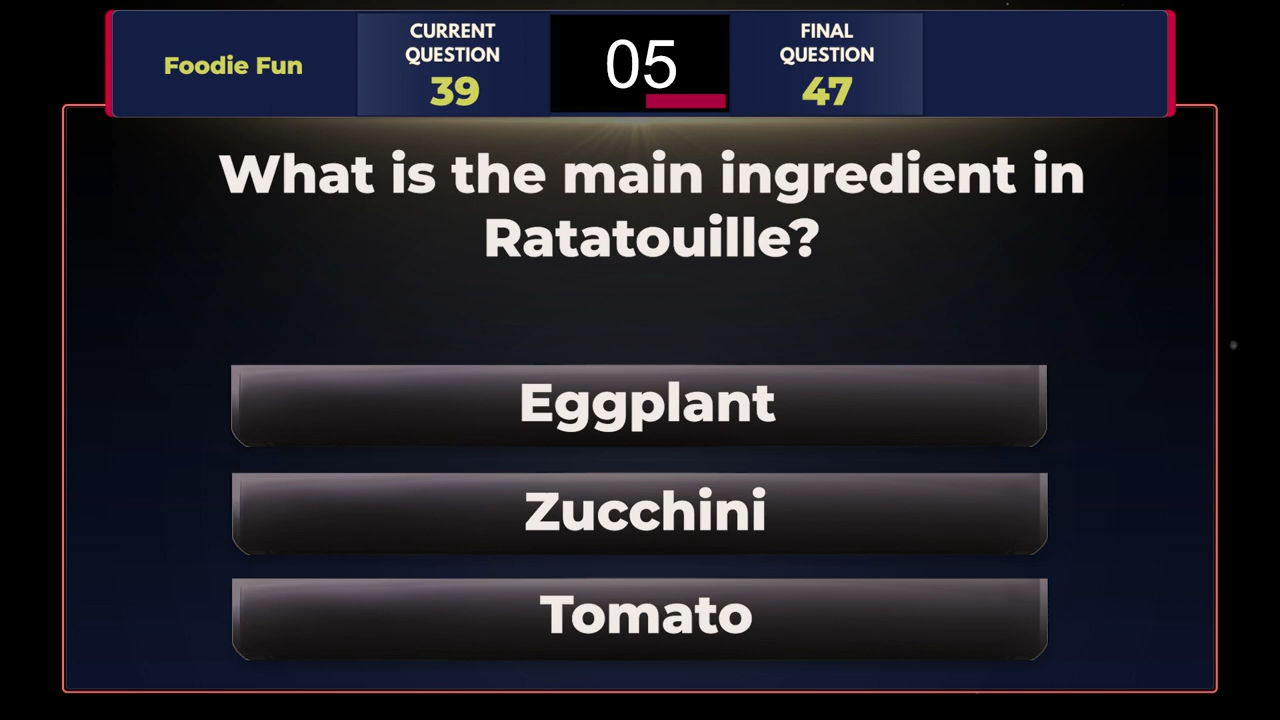 Foodie Fun
CURRENT
QUESTION
39
05
FINAL
QUESTION
47
What is the main ingredient in
Ratatouille?
Eggplant
Zucchini
Tomato